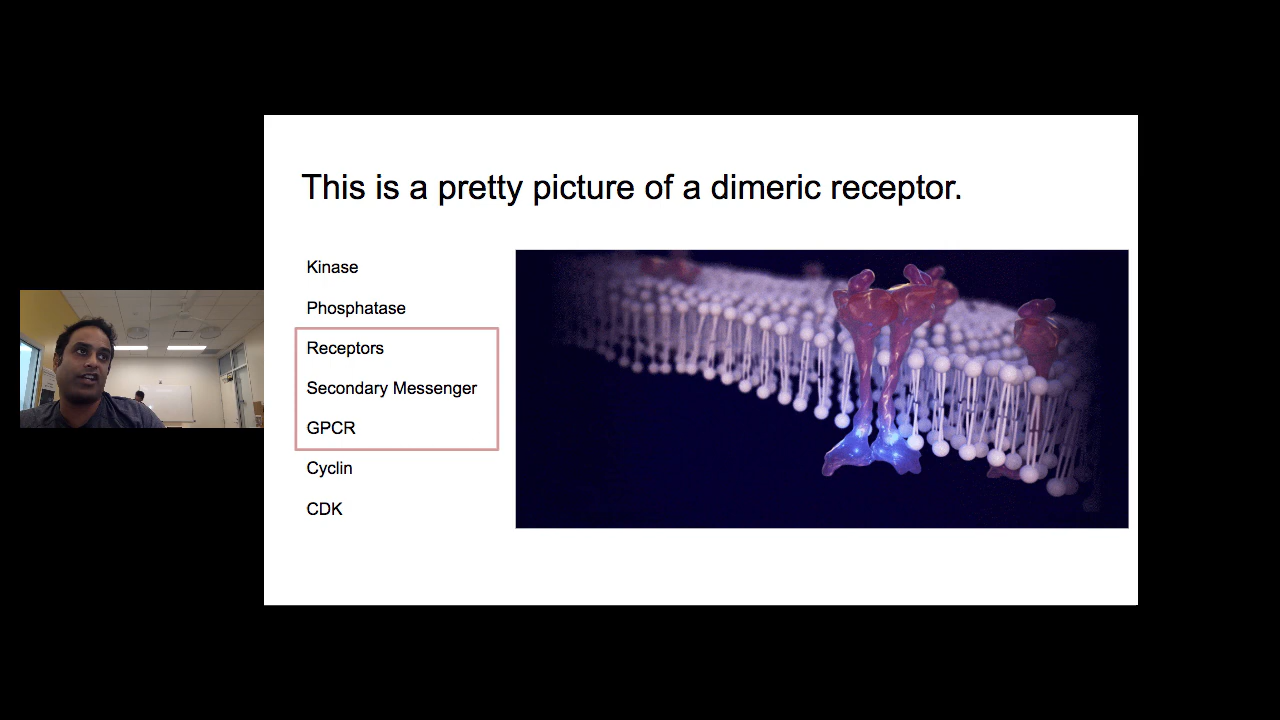 This is a pretty picture of a dimeric receptor.
Kinase
Phosphatase
Receptors
Secondary Messenger
GPCR
Cyclin
CDK